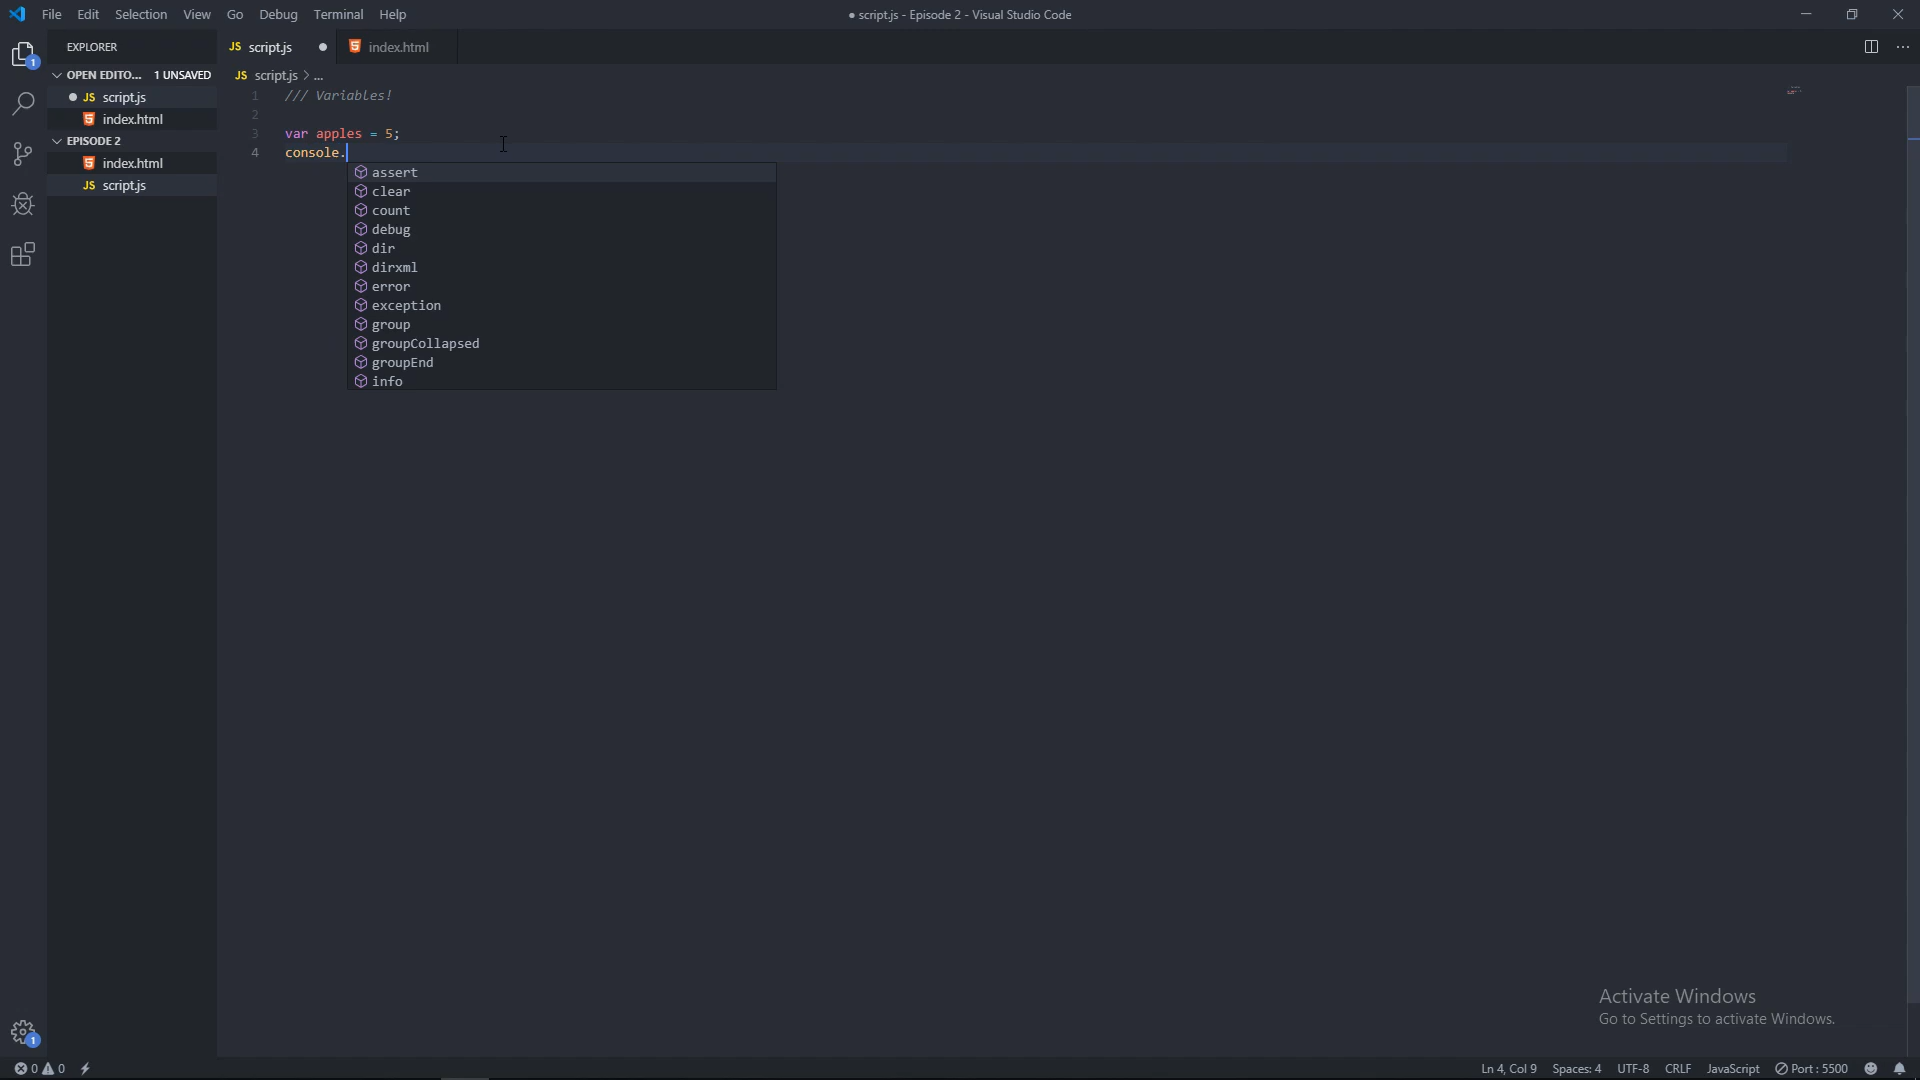 File Edit Selection View Go Debug Terminal Help
● script.js - Episode 2 - Visual Studio Code
EXPLORER
OPEN EDITO... 1 UNSAVED
JS script.js
index.html
EPISODE 2
index.html
JS script.js
JS script.js ●
index.html
JS script.js > ...
1 /// Variables!
2
3 var apples = 5;
4 console.
assert
clear
count
debug
dir
dirxml
error
exception
group
groupCollapsed
groupEnd
info
1
1
Activate Windows
Go to Settings to activate Windows.
0 0
Ln 4, Col 9 Spaces: 4 UTF-8 CRLF JavaScript Port : 5500